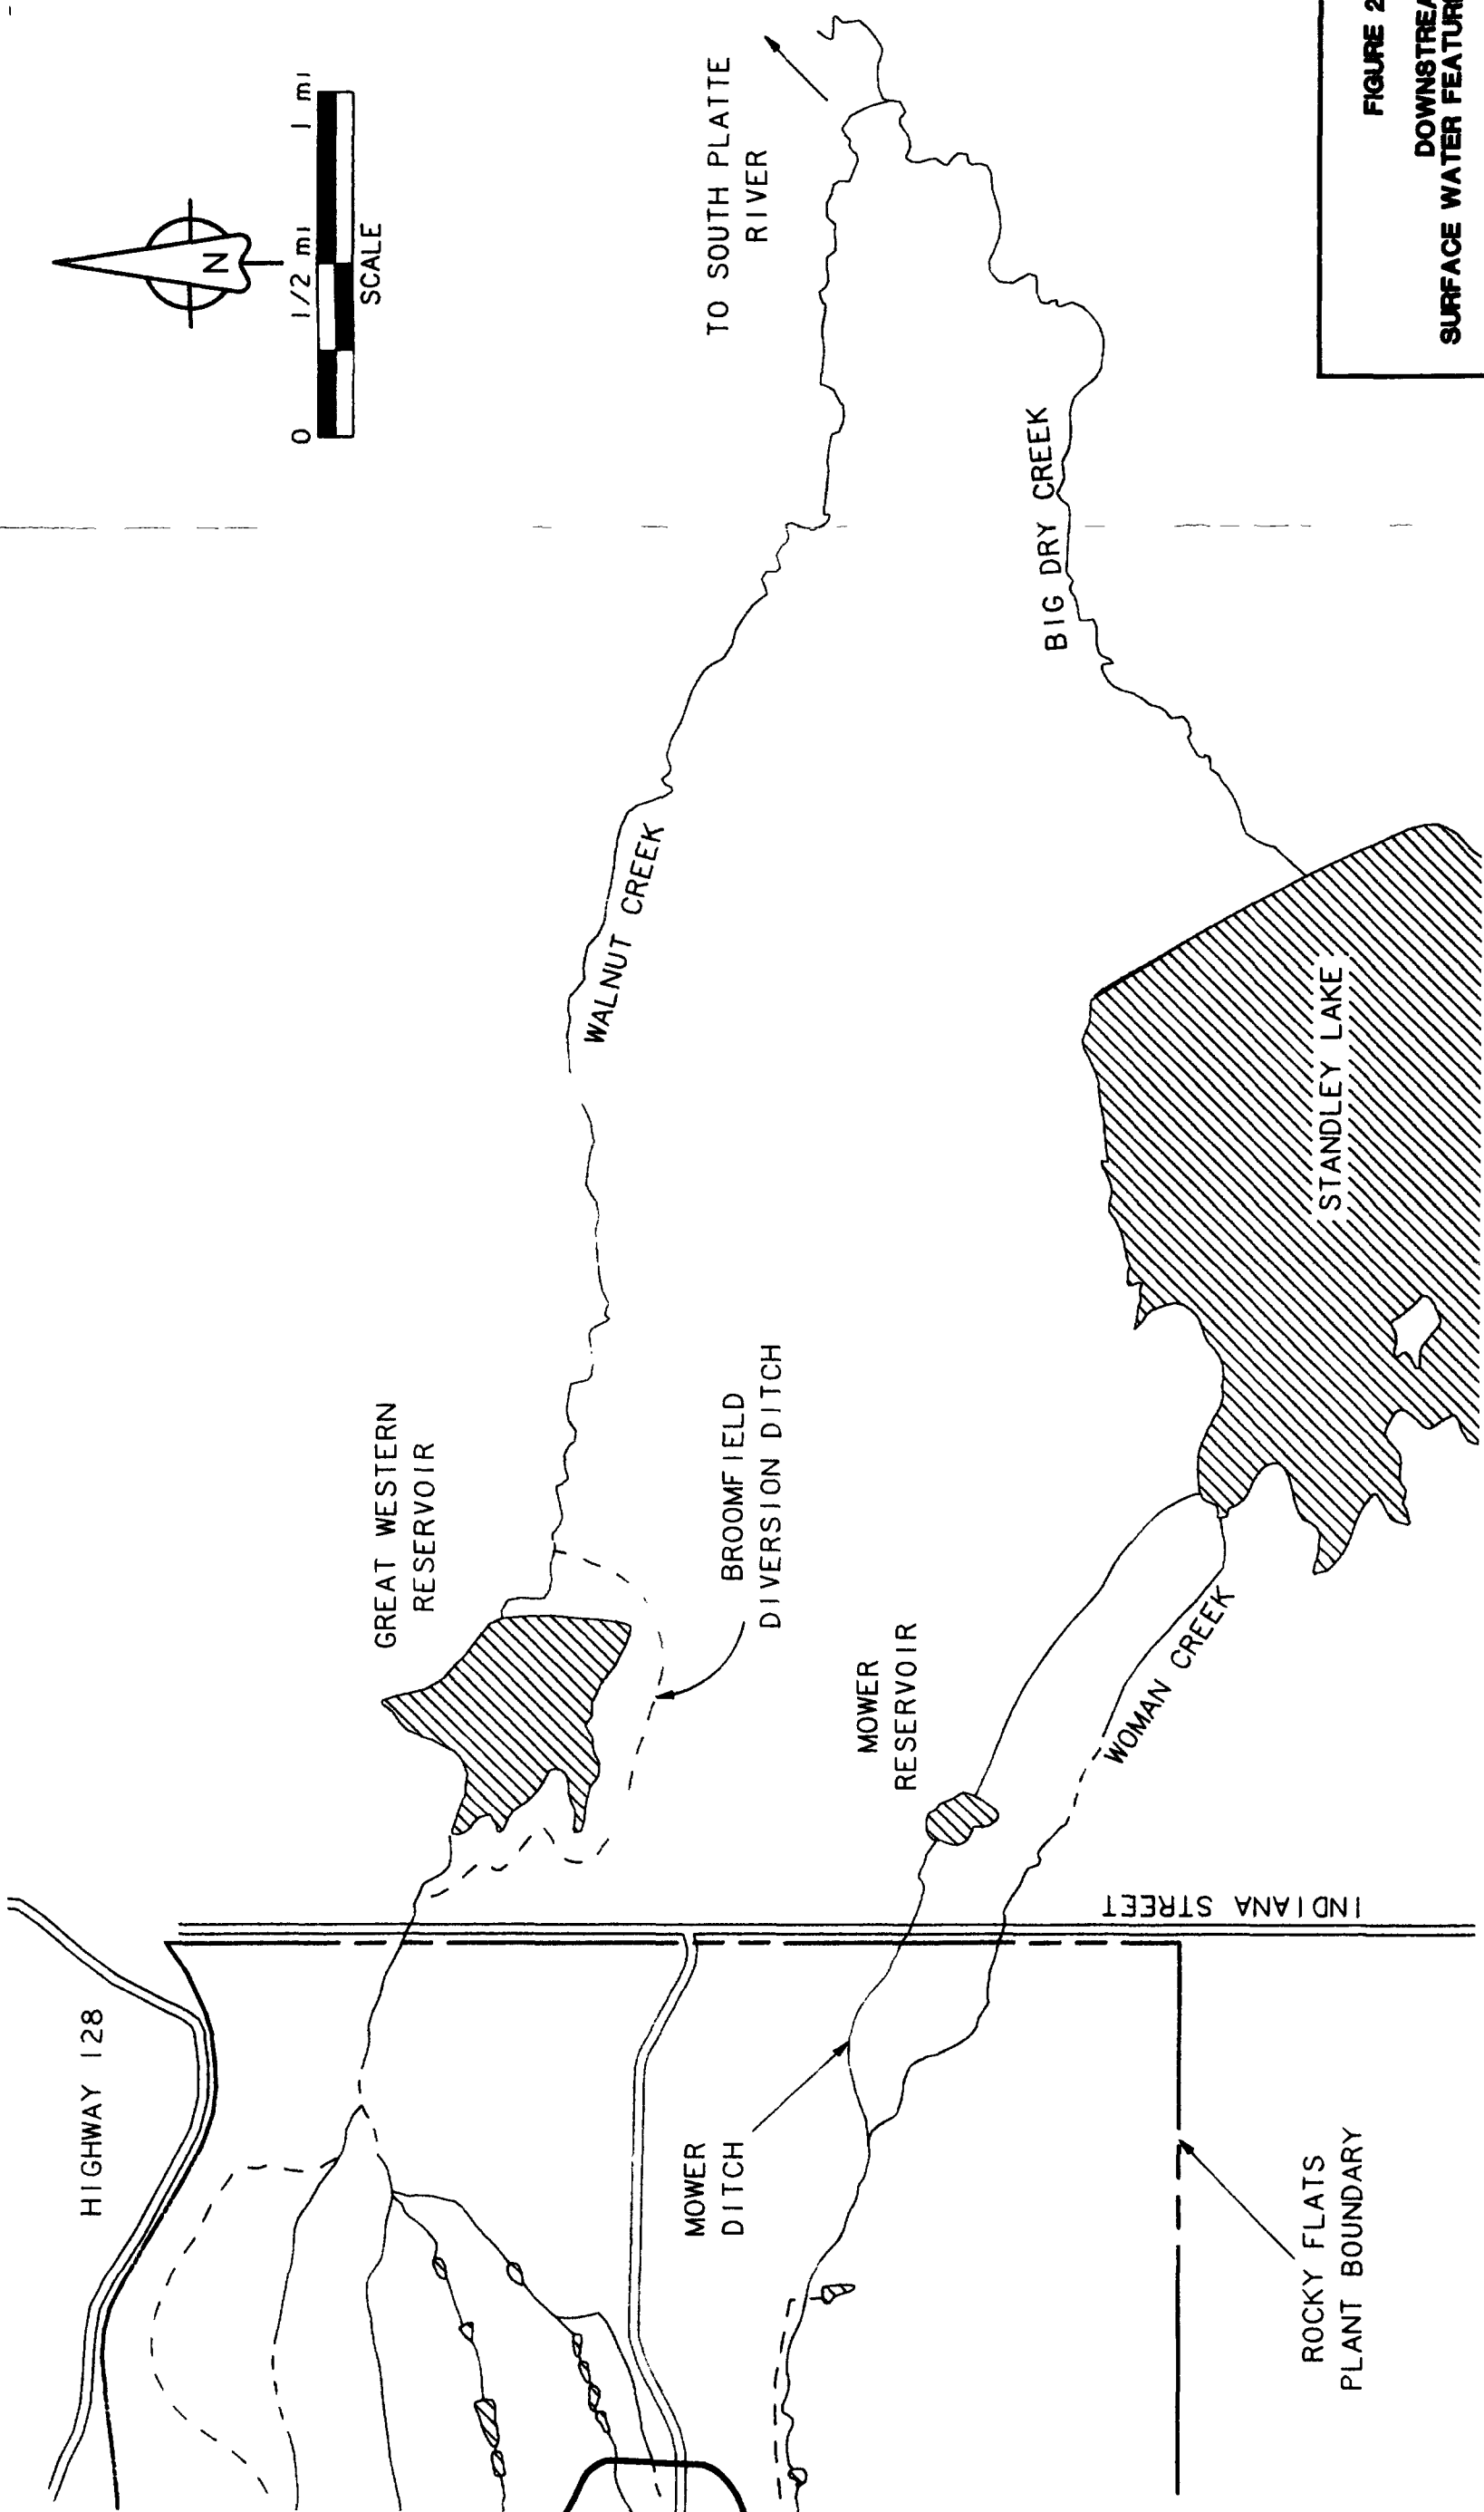 N
0 1/2 mi 1 mi
SCALE
HIGHWAY 128
GREAT WESTERN
RESERVOIR
WALNUT CREEK
TO SOUTH PLATTE
RIVER
BROOMFIELD
DIVERSION DITCH
MOWER
DITCH
MOWER
RESERVOIR
BIG DRY CREEK
WOMAN CREEK
INDIANA STREET
STANDLEY LAKE
ROCKY FLATS
PLANT BOUNDARY
FIGURE 2
DOWNSTREA
SURFACE WATER FEATUR